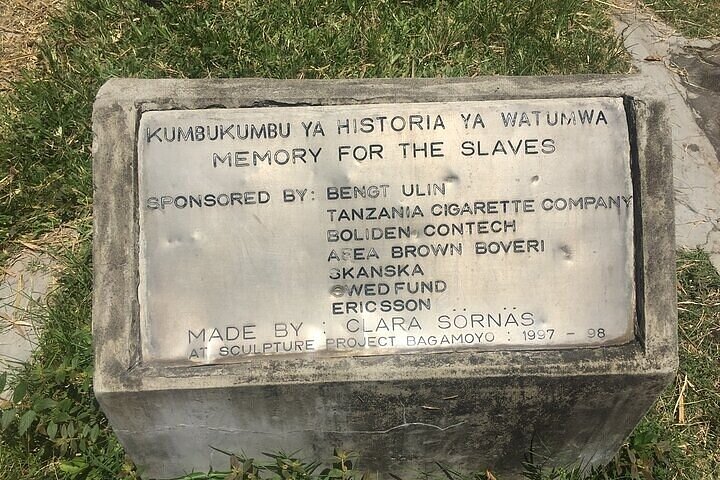 KUMBUKUMBU YA HISTORIA YA WATUMWA
MEMORY FOR THE SLAVES
SPONSORED BY: BENGT ULIN
TANZANIA CIGARETTE COMPANY
BOLIDEN CONTECH
ASEA BROWN BOVERI
SKANSKA
SWEDFUND
ERICSSON
MADE BY : CLARA SÖRNÄS
AT SCULPTURE PROJECT BAGAMOYO : 1997 - 98